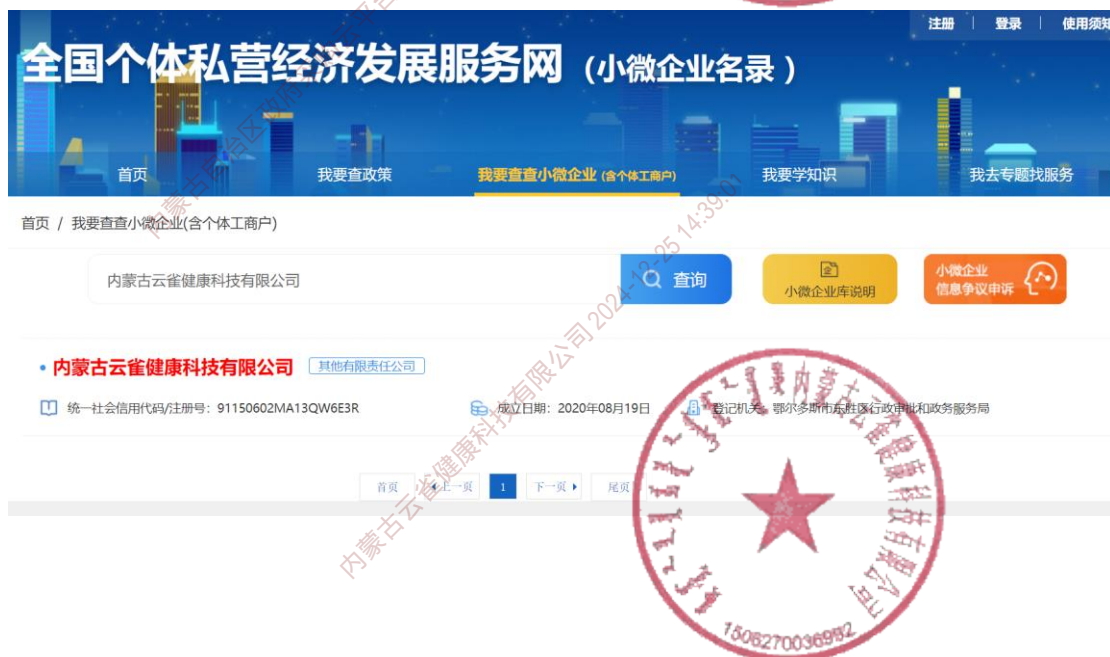 注册 | 登录 | 使用须知
全国个体私营经济发展服务网（小微企业名录）
首页 我要查政策 我要查查小微企业 (含个体工商户) 我要学知识 我去专题找服务
首页 / 我要查查小微企业(含个体工商户)
内蒙古云雀健康科技有限公司
查询
小微企业库说明
小微企业
信息争议申诉
• 内蒙古云雀健康科技有限公司 其他有限责任公司
统一社会信用代码/注册号：91150602MA13QW6E3R 成立日期：2020年08月19日 登记机关：鄂尔多斯市东胜区行政审批和政务服务局
首页 上一页 1 下一页 尾页
内蒙古云雀健康科技有限公司
1506270036992
内蒙古云雀健康科技有限公司 2024-12-25 14:39:01